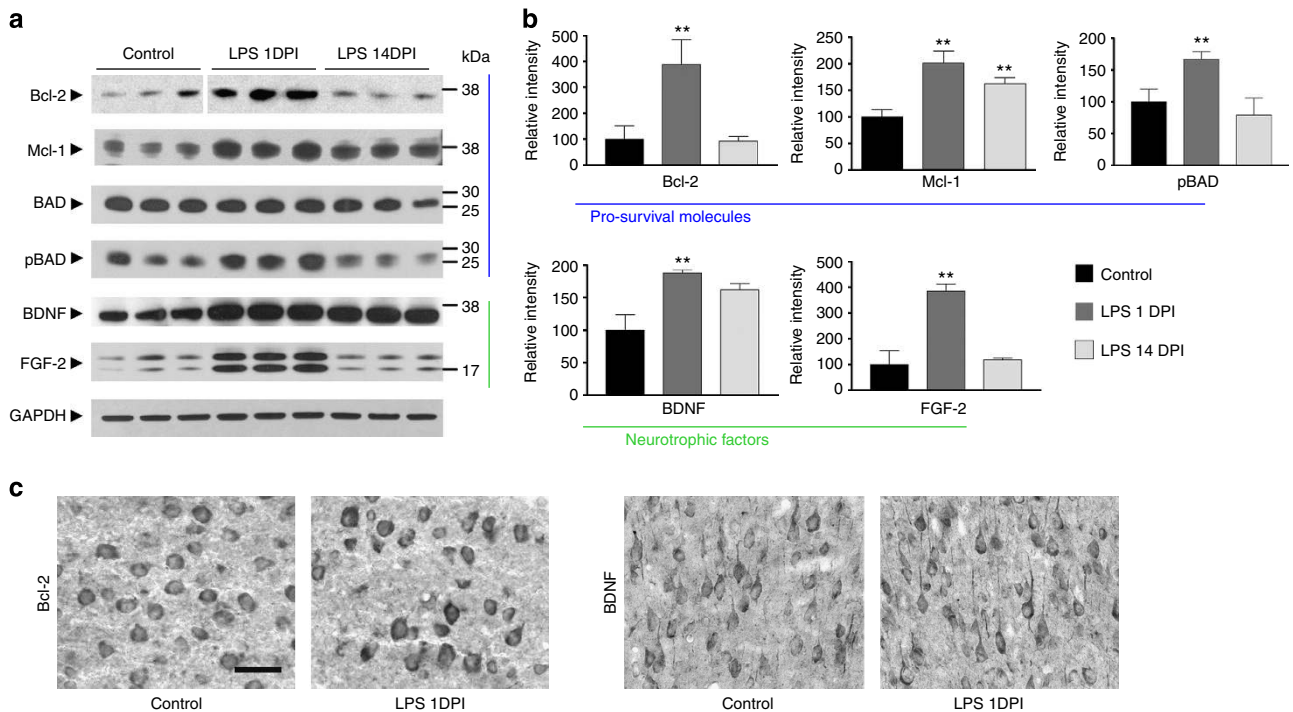 a
Control LPS 1DPI LPS 14DPI kDa
Bcl-2 38
Mcl-1 38
BAD 30
25
pBAD 30
25
BDNF 38
FGF-2 17
GAPDH
b
Relative intensity
500
400
300
200
100
0
**
Bcl-2
Relative intensity
250
200
150
100
50
0
**
**
Mcl-1
Relative intensity
200
150
100
50
0
**
pBAD
Pro-survival molecules
Relative intensity
200
150
100
50
0
**
BDNF
Relative intensity
500
400
300
200
100
0
**
FGF-2
Neurotrophic factors
Control
LPS 1 DPI
LPS 14 DPI
c
Bcl-2
Control LPS 1DPI
BDNF
Control LPS 1DPI